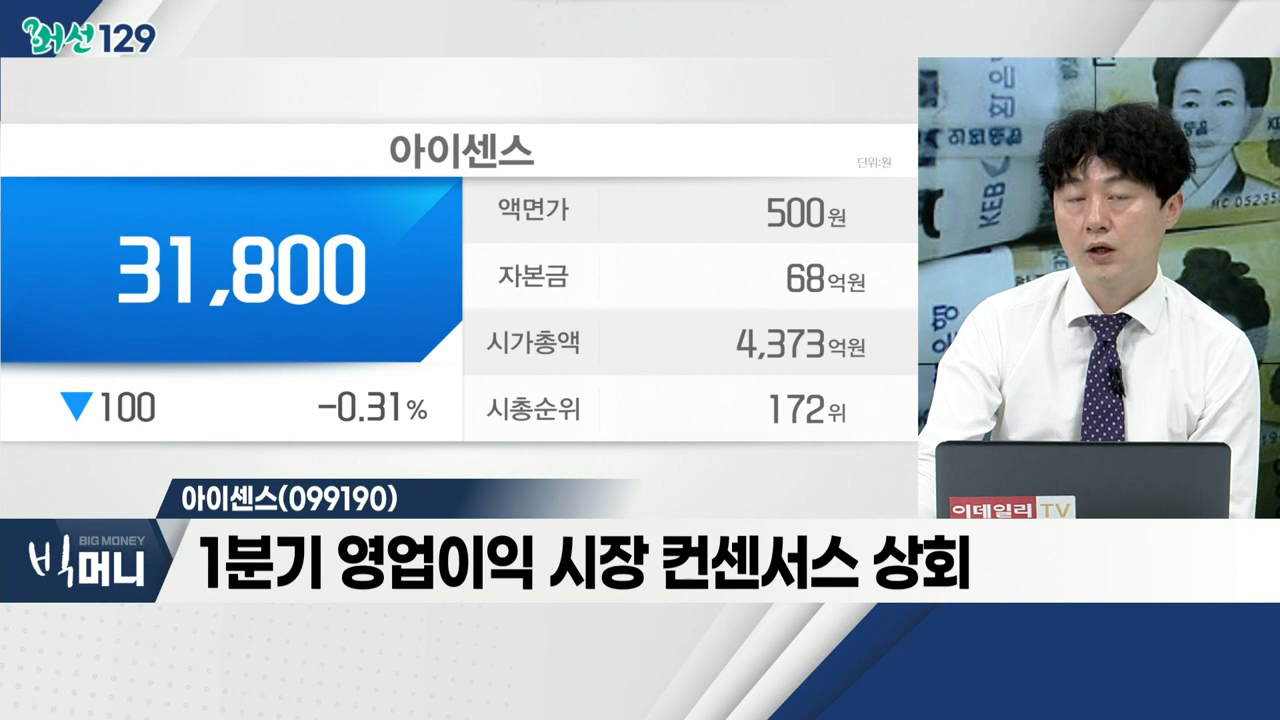 머선129
아이센스
단위:원
31,800
▼100 -0.31%
액면가 500원
자본금 68억원
시가총액 4,373억원
시총순위 172위
이데일리TV
아이센스(099190)
BIG MONEY
빅머니
1분기 영업이익 시장 컨센서스 상회
KEB
KEB